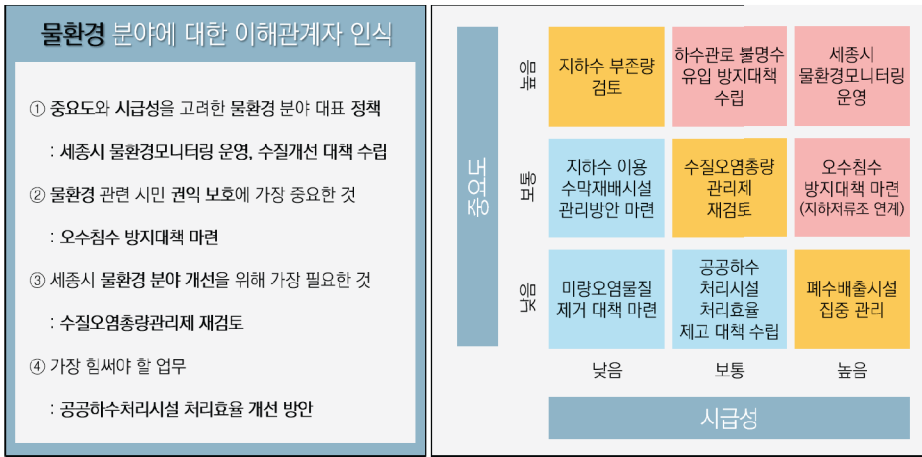 물환경 분야에 대한 이해관계자 인식
① 중요도와 시급성을 고려한 물환경 분야 대표 정책
: 세종시 물환경모니터링 운영, 수질개선 대책 수립
② 물환경 관련 시민 권익 보호에 가장 중요한 것
: 오수침수 방지대책 마련
③ 세종시 물환경 분야 개선을 위해 가장 필요한 것
: 수질오염총량관리제 재검토
④ 가장 힘써야 할 업무
: 공공하수처리시설 처리효율 개선 방안
중요도
높음
지하수 부존량
검토
하수관로 불명수
유입 방지대책
수립
세종시
물환경모니터링
운영
보통
지하수 이용
수막재배시설
관리방안 마련
수질오염총량
관리제
재검토
오수침수
방지대책 마련
(지하저류조 연계)
낮음
미량오염물질
제거 대책 마련
공공하수
처리시설
처리효율
제고 대책 수립
폐수배출시설
집중 관리
낮음
보통
높음
시급성